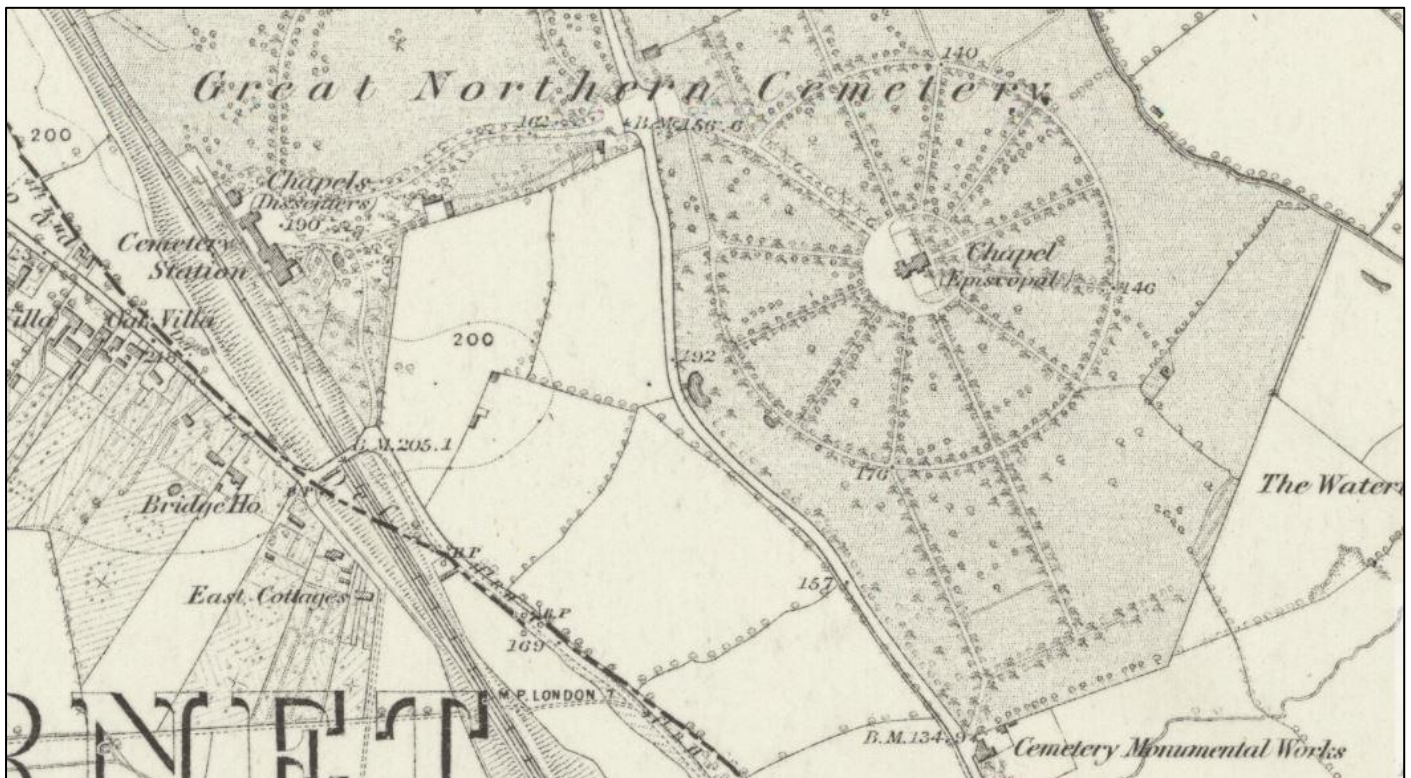 140
Great Northern Cemetery
200
162
B.M.156.6
Chapels
(Dissenters)
190
Cemetery
Station
Chapel
(Episcopal)
146
Villa
Oak Villa
200
192
B.M.205.1
176
Bridge Ho.
The Water
B.P
157
East Cottages
B.P
169
M.P.LONDON 7
RNET
B.M.134.9
Cemetery Monumental Works